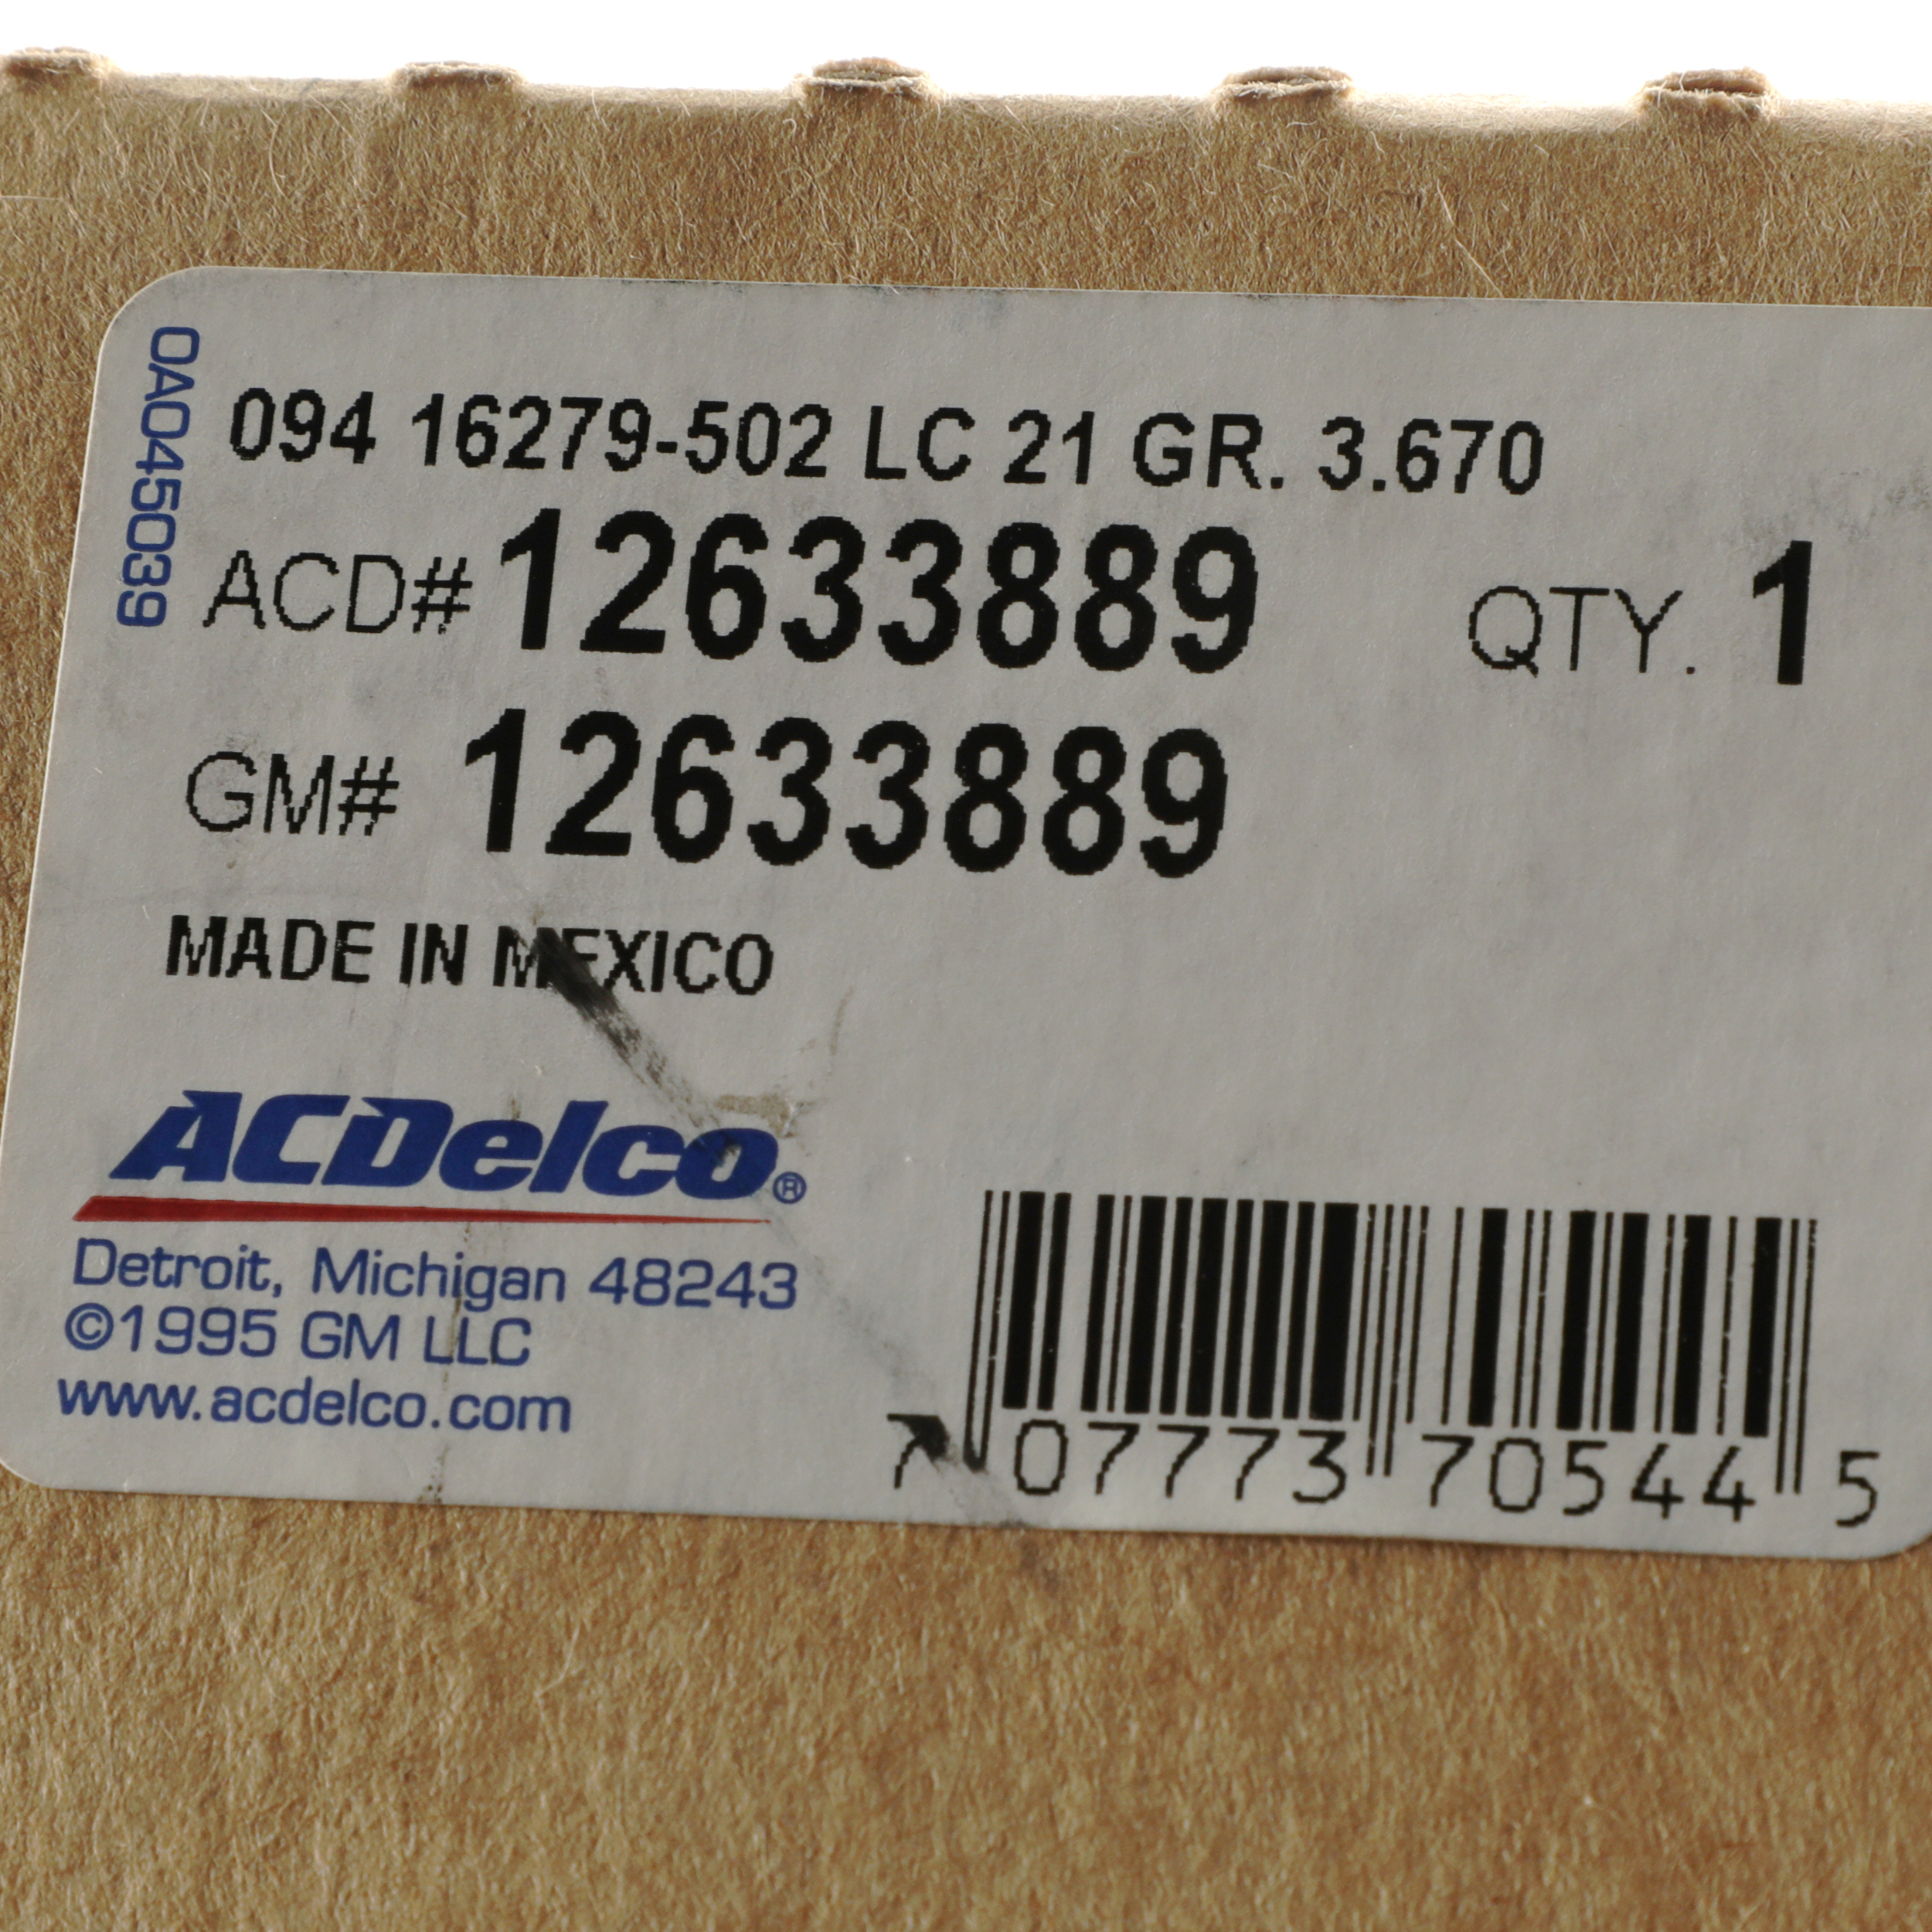 0A045039
094 16279-502 LC 21 GR. 3.670
ACD# 12633889 QTY. 1
GM# 12633889
MADE IN MEXICO
ACDelco®
Detroit, Michigan 48243
©1995 GM LLC
www.acdelco.com
7 07773 70544 5